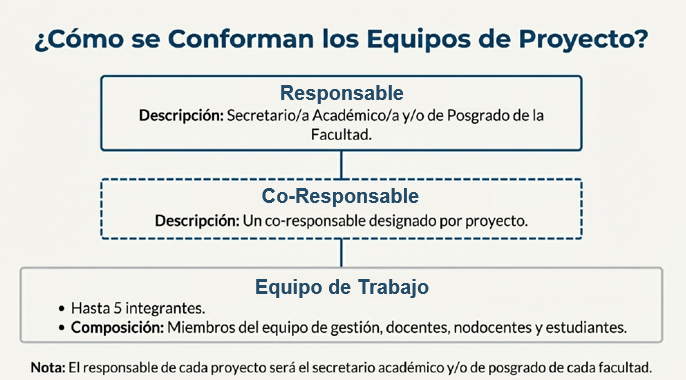 ¿Cómo se Conforman los Equipos de Proyecto?
Responsable
Descripción: Secretario/a Académico/a y/o de Posgrado de la
Facultad.
Co-Responsable
Descripción: Un co-responsable designado por proyecto.
Equipo de Trabajo
• Hasta 5 integrantes.
• Composición: Miembros del equipo de gestión, docentes, nodocentes y estudiantes.
Nota: El responsable de cada proyecto será el secretario académico y/o de posgrado de cada facultad.